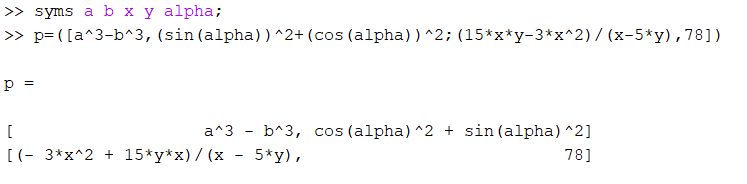 >> syms a b x y alpha;
>> p=([a^3-b^3,(sin(alpha))^2+(cos(alpha))^2;(15*x*y-3*x^2)/(x-5*y),78])
p =
[ a^3 - b^3, cos(alpha)^2 + sin(alpha)^2]
[(- 3*x^2 + 15*y*x)/(x - 5*y), 78]